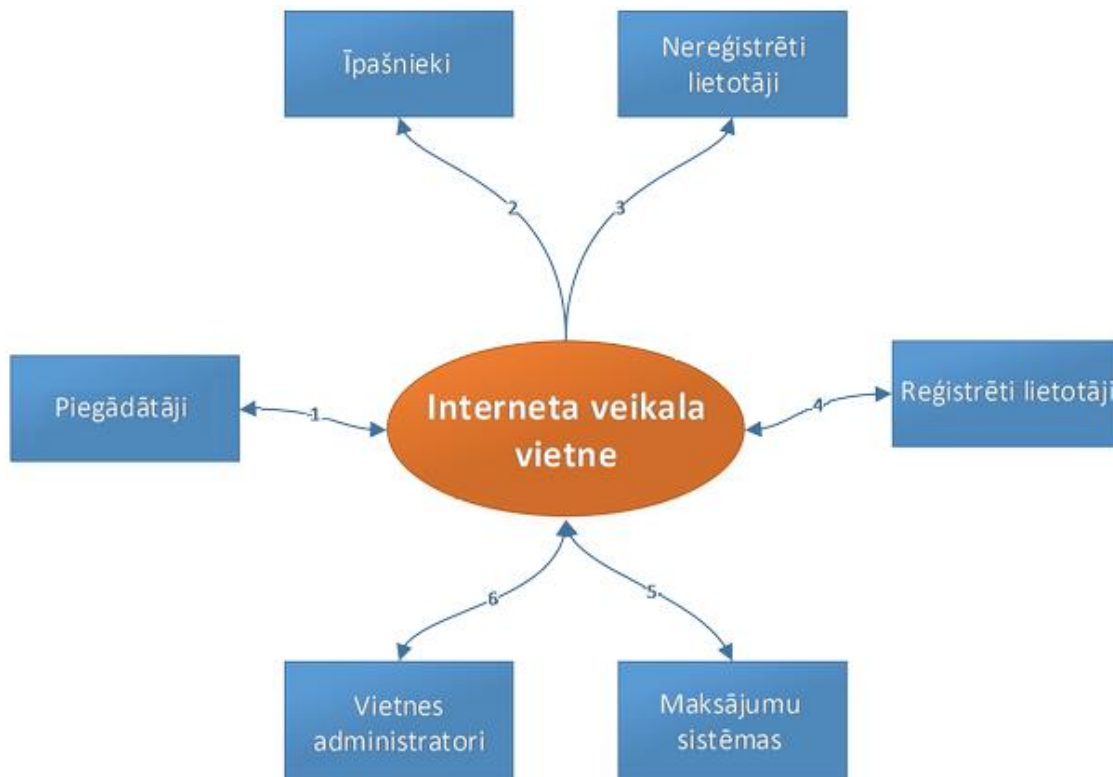 Īpašnieki
Nereģistrēti
lietotāji
2
3
Piegādātāji
1
Interneta veikala
vietne
4
Reģistrēti lietotāji
6
5
Vietnes
administratori
Maksājumu
sistēmas